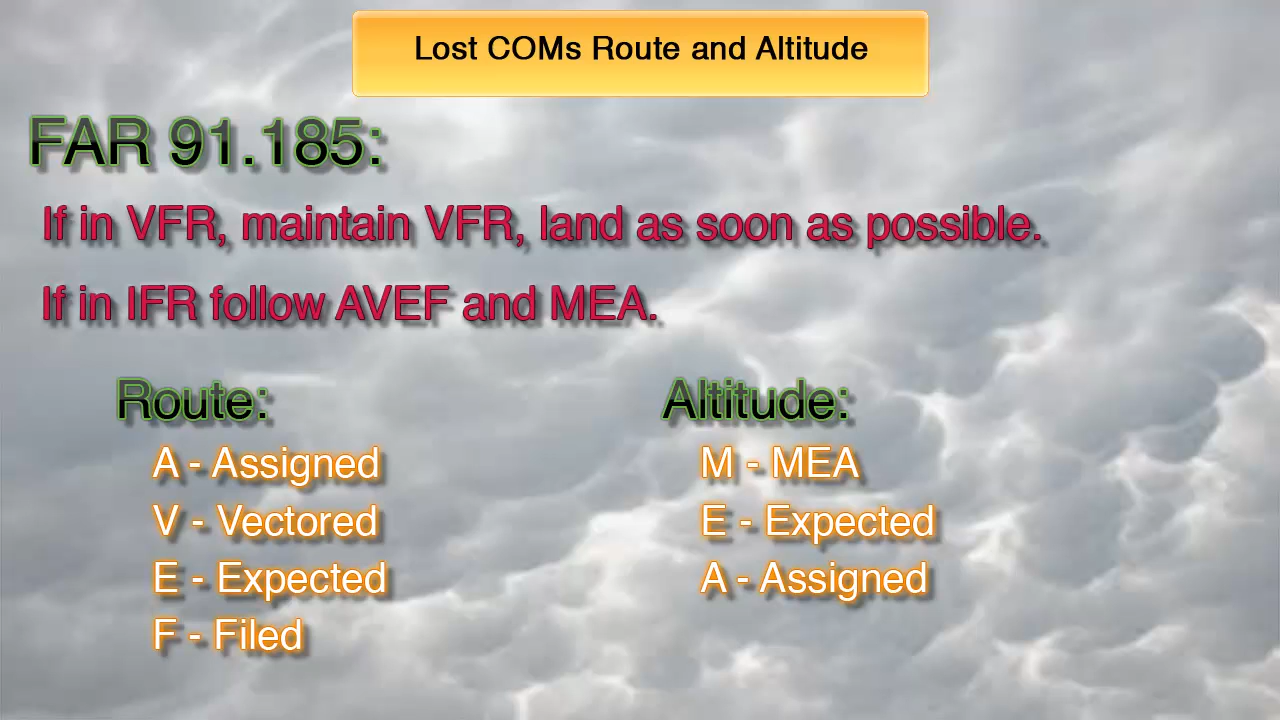 Lost COMs Route and Altitude
FAR 91.185:
If in VFR, maintain VFR, land as soon as possible.
If in IFR follow AVEF and MEA.
Route:
A - Assigned
V - Vectored
E - Expected
F - Filed
Altitude:
M - MEA
E - Expected
A - Assigned